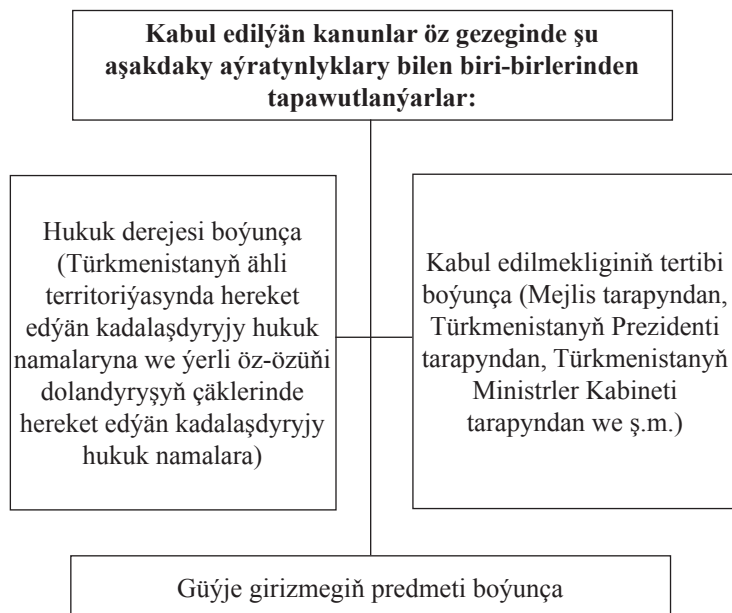 Kabul edilýän kanunlar öz gezeginde şu
aşakdaky aýratynlyklary bilen biri-birlerinden
tapawutlanýarlar:
Hukuk derejesi boýunça
(Türkmenistanyň ähli
territoriýasynda hereket
edýän kadalaşdyryjy hukuk
namalaryna we ýerli öz-özüňi
dolandyryşyň çäklerinde
hereket edýän kadalaşdyryjy
hukuk namalara)
Kabul edilmekliginiň tertibi
boýunça (Mejlis tarapyndan,
Türkmenistanyň Prezidenti
tarapyndan, Türkmenistanyň
Ministrler Kabineti
tarapyndan we ş.m.)
Güýje girizmegiň predmeti boýunça